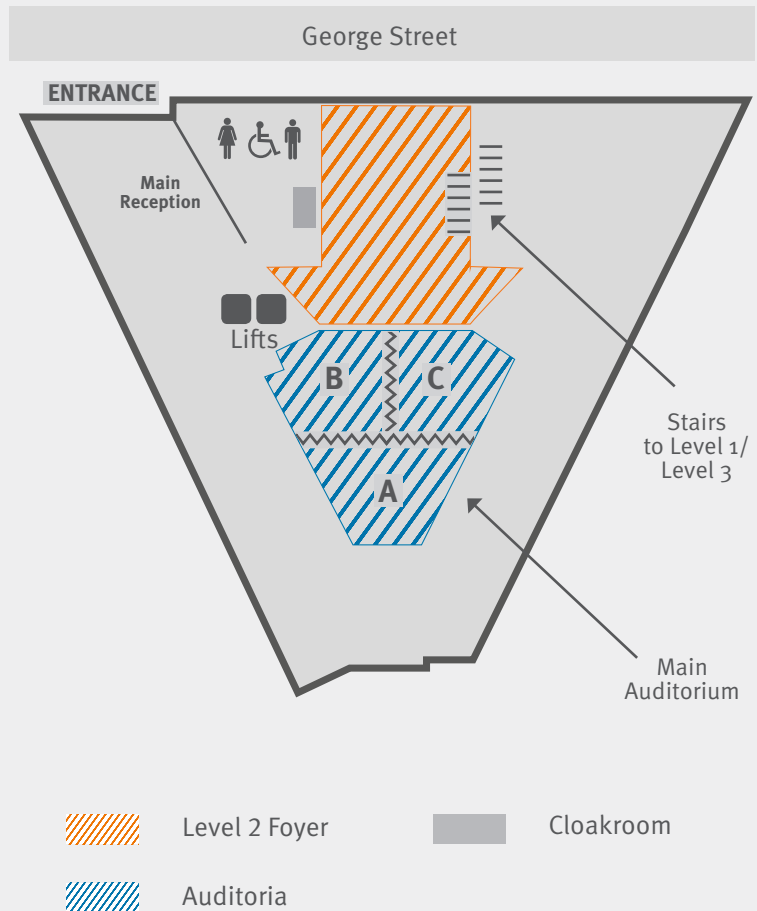 George Street
ENTRANCE
Main
Reception
Lifts
B
C
A
Stairs
to Level 1/
Level 3
Main
Auditorium
Level 2 Foyer
Cloakroom
Auditoria